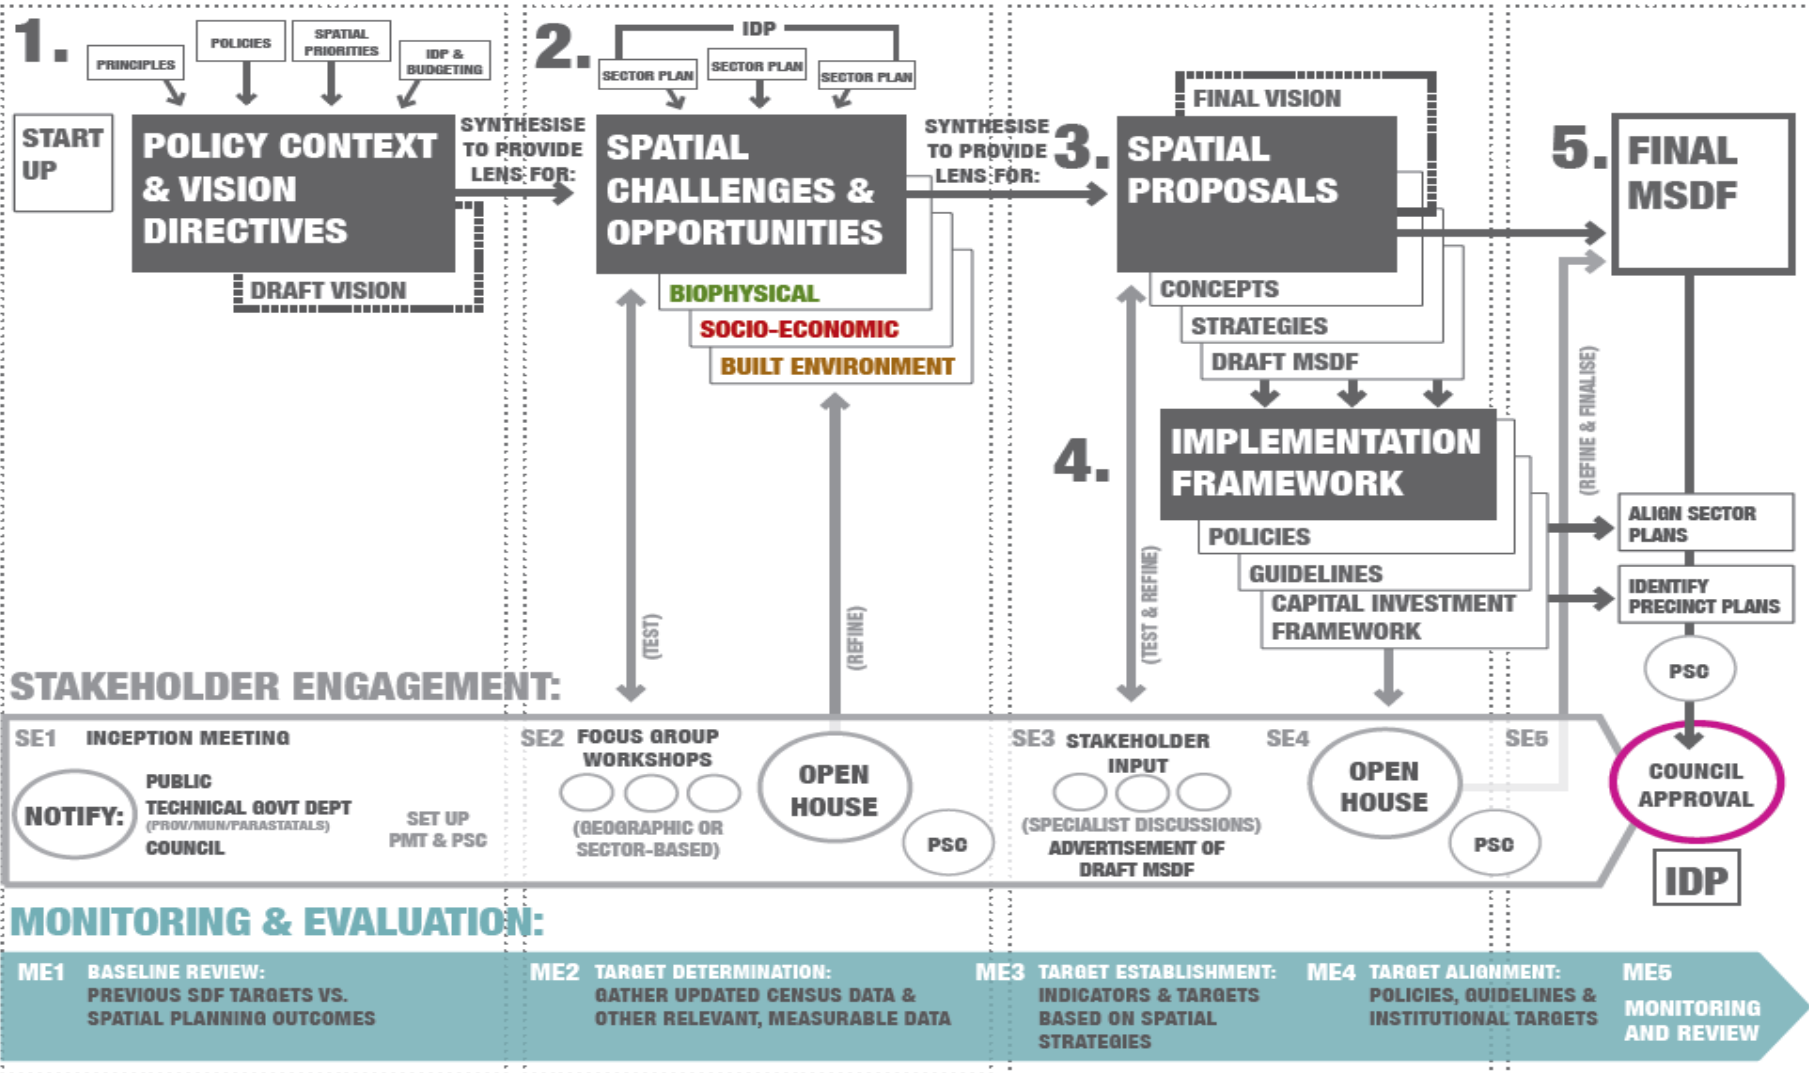 1.
PRINCIPLES
POLICIES
SPATIAL
PRIORITIES
IDP &
BUDGETING
START
UP
POLICY CONTEXT
& VISION
DIRECTIVES
DRAFT VISION
SYNTHESISE
TO PROVIDE
LENS FOR:
2.
IDP
SECTOR PLAN
SECTOR PLAN
SECTOR PLAN
SPATIAL
CHALLENGES &
OPPORTUNITIES
BIOPHYSICAL
SOCIO-ECONOMIC
BUILT ENVIRONMENT
SYNTHESISE
TO PROVIDE
LENS FOR:
3.
FINAL VISION
SPATIAL
PROPOSALS
CONCEPTS
STRATEGIES
DRAFT MSDF
4.
IMPLEMENTATION
FRAMEWORK
POLICIES
GUIDELINES
CAPITAL INVESTMENT
FRAMEWORK
5.
FINAL
MSDF
(REFINE & FINALISE)
ALIGN SECTOR
PLANS
IDENTIFY
PRECINCT PLANS
PSC
(TEST)
(REFINE)
(TEST & REFINE)
STAKEHOLDER ENGAGEMENT:
SE1 INCEPTION MEETING
NOTIFY:
PUBLIC
TECHNICAL GOVT DEPT
(PROV/MUN/PARASTATALS)
COUNCIL
SET UP
PMT & PSC
SE2 FOCUS GROUP
WORKSHOPS
(GEOGRAPHIC OR
SECTOR-BASED)
OPEN
HOUSE
PSC
SE3 STAKEHOLDER
INPUT
(SPECIALIST DISCUSSIONS)
ADVERTISEMENT OF
DRAFT MSDF
SE4
OPEN
HOUSE
PSC
SE5
COUNCIL
APPROVAL
IDP
MONITORING & EVALUATION:
ME1 BASELINE REVIEW:
PREVIOUS SDF TARGETS VS.
SPATIAL PLANNING OUTCOMES
ME2 TARGET DETERMINATION:
GATHER UPDATED CENSUS DATA &
OTHER RELEVANT, MEASURABLE DATA
ME3 TARGET ESTABLISHMENT:
INDICATORS & TARGETS
BASED ON SPATIAL
STRATEGIES
ME4 TARGET ALIGNMENT:
POLICIES, GUIDELINES &
INSTITUTIONAL TARGETS
ME5
MONITORING
AND REVIEW